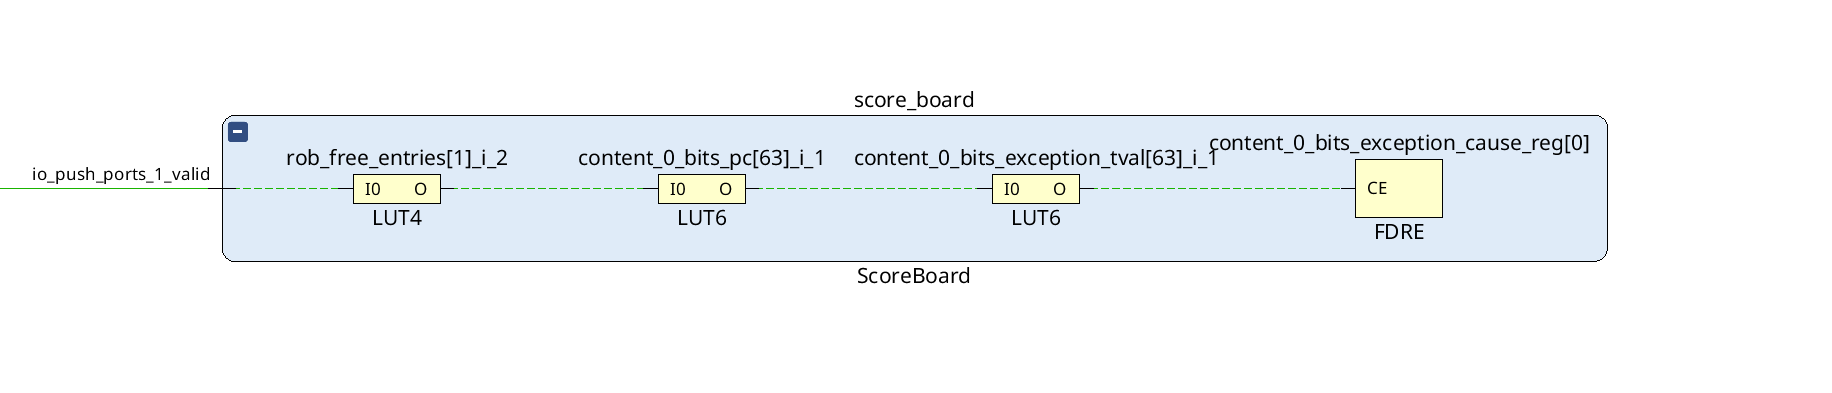 score_board
content_0_bits_exception_cause_reg[0]
rob_free_entries[1]_i_2
content_0_bits_pc[63]_i_1
content_0_bits_exception_tval[63]_i_1
io_push_ports_1_valid
I0 O
I0 O
I0 O
CE
LUT4
LUT6
LUT6
FDRE
ScoreBoard